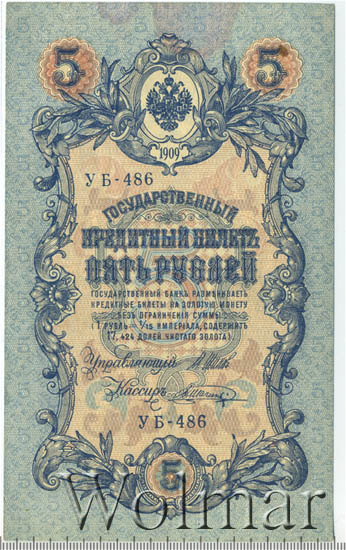 5 5
1909
УБ-486
ГОСУДАРСТВЕННЫЙ
КРЕДИТНЫЙ БИЛЕТЪ
ПЯТЬ РУБЛЕЙ
ГОСУДАРСТВЕННЫЙ БАНКЪ РАЗМѢНИВАЕТЪ
КРЕДИТНЫЕ БИЛЕТЫ НА ЗОЛОТУЮ МОНЕТУ
БЕЗЪ ОГРАНИЧЕНІЯ СУММЫ
(1 РУБЛЬ = 1/15 ИМПЕРІАЛА, СОДЕРЖИТЪ
17,424 ДОЛЕЙ ЧИСТАГО ЗОЛОТА).
Управляющій
Кассиръ
УБ-486
5
Wolmar